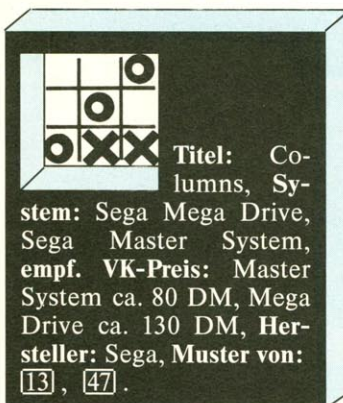 Titel: Co-
lumns, Sy-
stem: Sega Mega Drive,
Sega Master System,
empf. VK-Preis: Master
System ca. 80 DM, Mega
Drive ca. 130 DM, Her-
steller: Sega, Muster von:
13 , 47 .